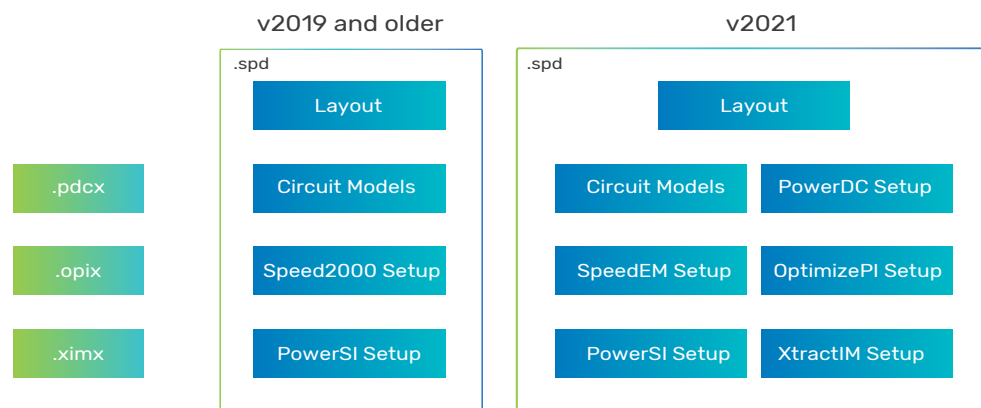 v2019 and older
v2021
.spd
.spd
Layout
Layout
.pdcx
Circuit Models
Circuit Models
PowerDC Setup
.opix
Speed2000 Setup
SpeedEM Setup
OptimizePI Setup
.ximx
PowerSI Setup
PowerSI Setup
XtractIM Setup